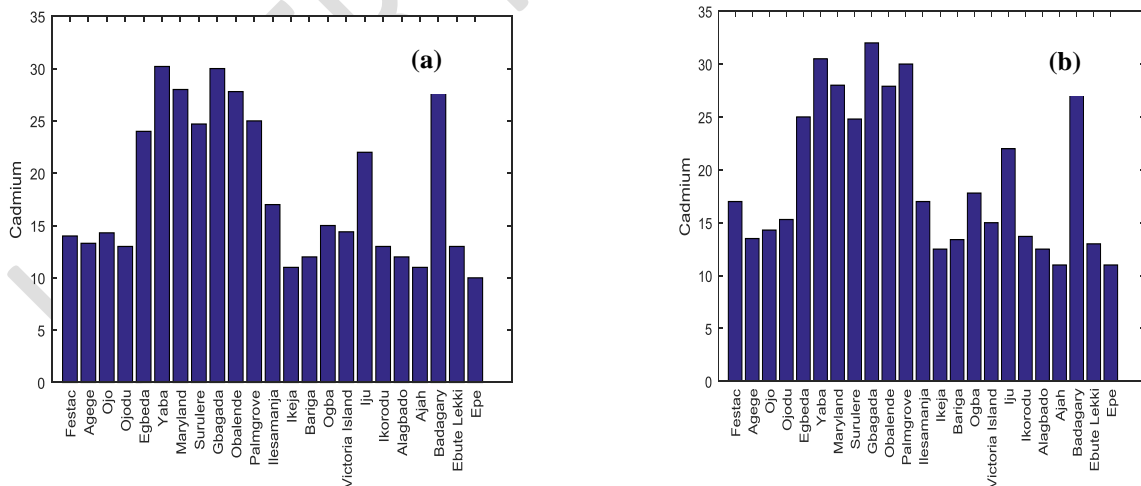 (a)
35
30
25
20
15
10
5
0
Cadmium
Festac
Agege
Ojo
Ojodu
Egbeda
Yaba
Maryland
Surulere
Gbagada
Obalende
Palmgrove
Ilesamanja
Ikeja
Bariga
Ogba
Victoria Island
Iju
Ikorodu
Alagbado
Ajah
Badagary
Ebute Lekki
Epe
(b)
35
30
25
20
15
10
5
0
Cadmium
Festac
Agege
Ojo
Ojodu
Egbeda
Yaba
Maryland
Surulere
Gbagada
Obalende
Palmgrove
Ilesamanja
Ikeja
Bariga
Ogba
Victoria Island
Iju
Ikorodu
Alagbado
Ajah
Badagary
Ebute Lekki
Epe